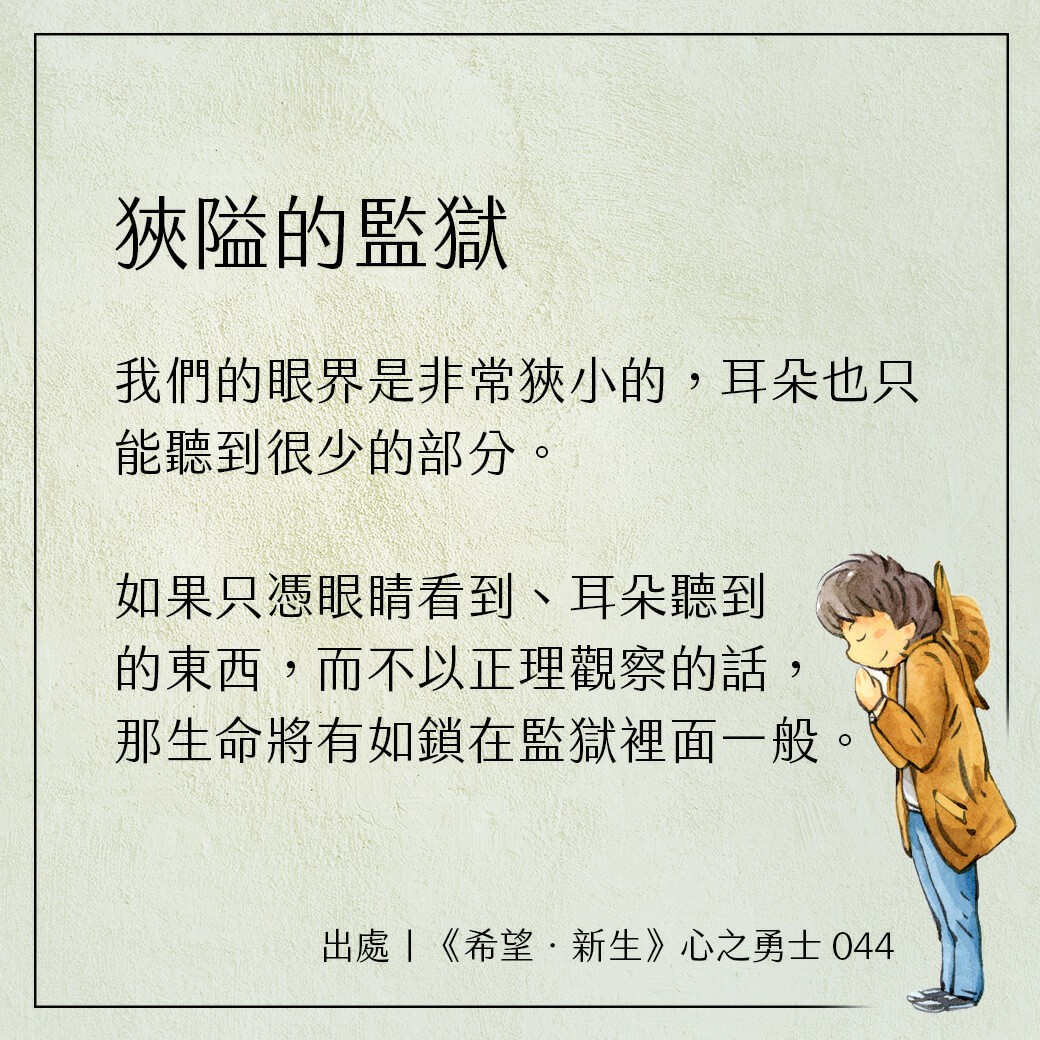 狹隘的監獄
我們的眼界是非常狹小的，耳朵也只
能聽到很少的部分。
如果只憑眼睛看到、耳朵聽到
的東西，而不以正理觀察的話，
那生命將有如鎖在監獄裡面一般。
出處|《希望．新生》心之勇士 044